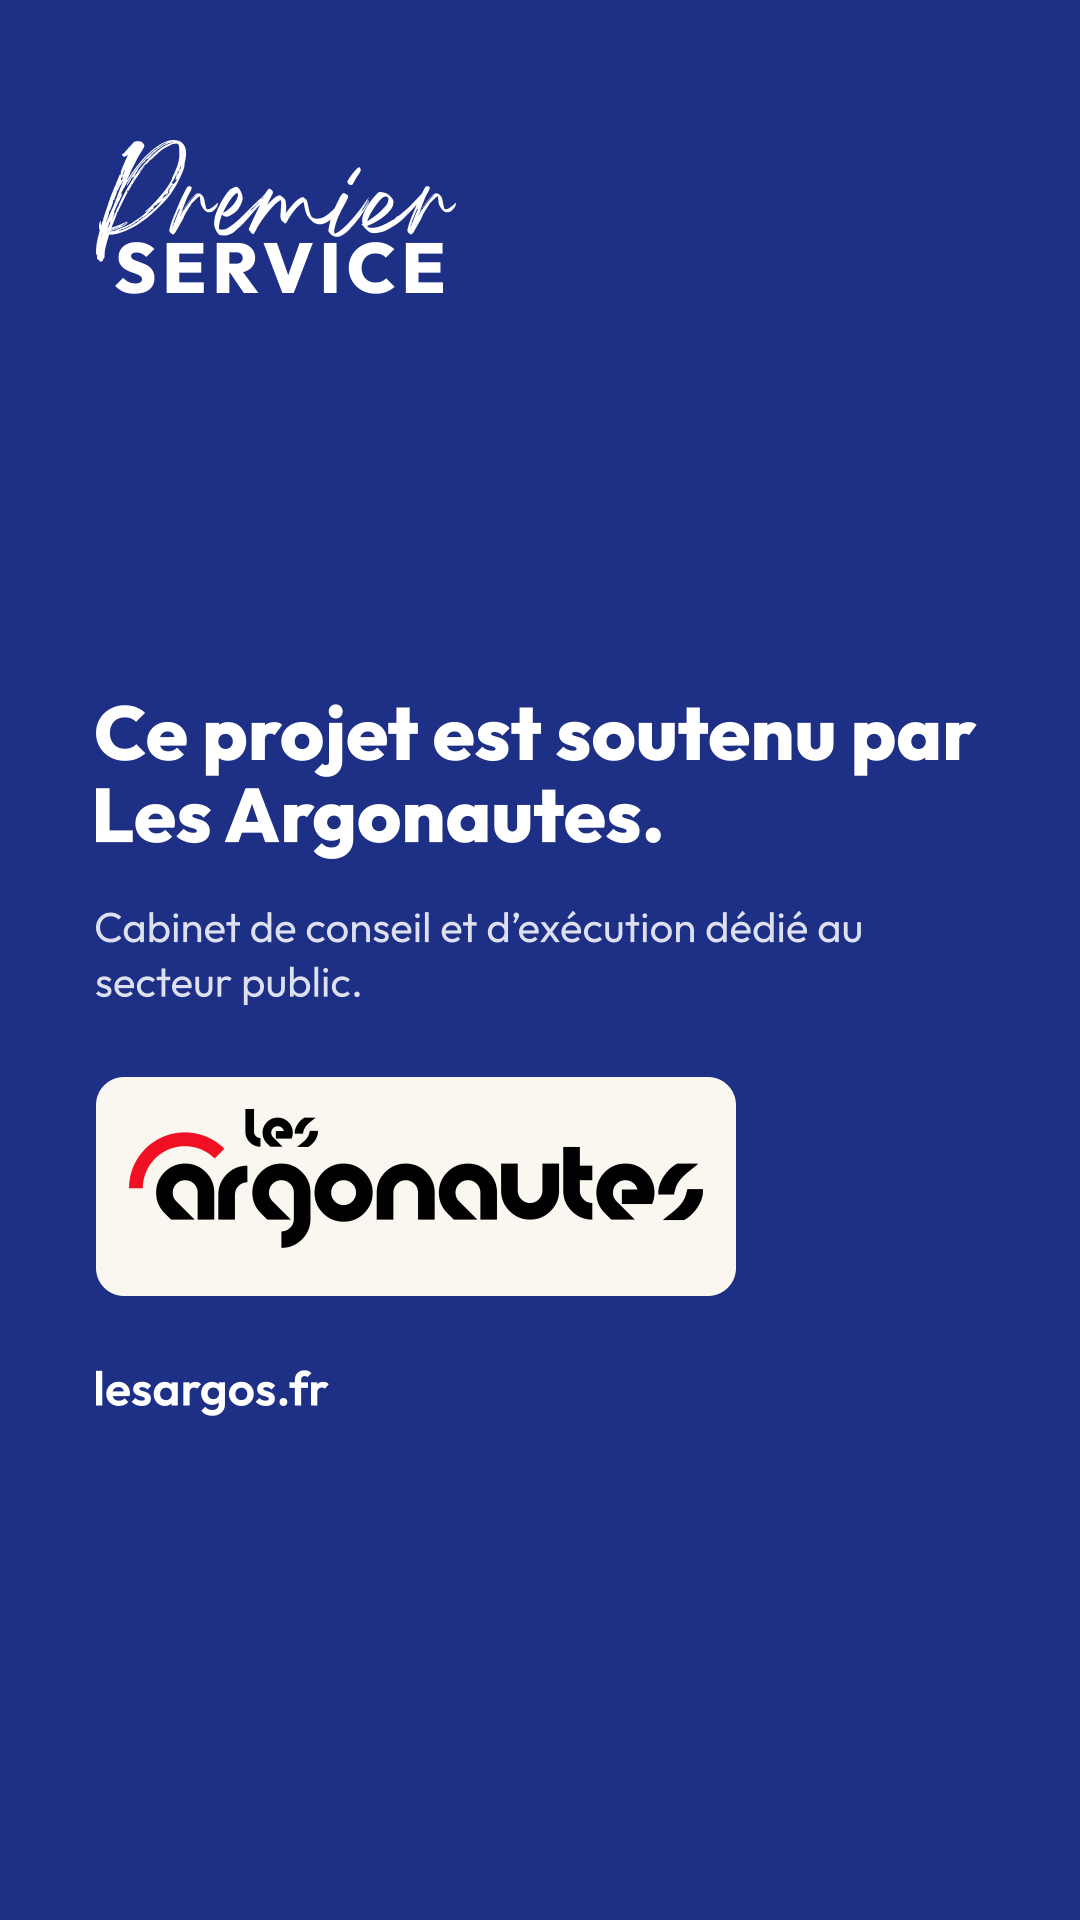 Premier
SERVICE
Ce projet est soutenu par
Les Argonautes.
Cabinet de conseil et d’exécution dédié au
secteur public.
les
argonautes
lesargos.fr